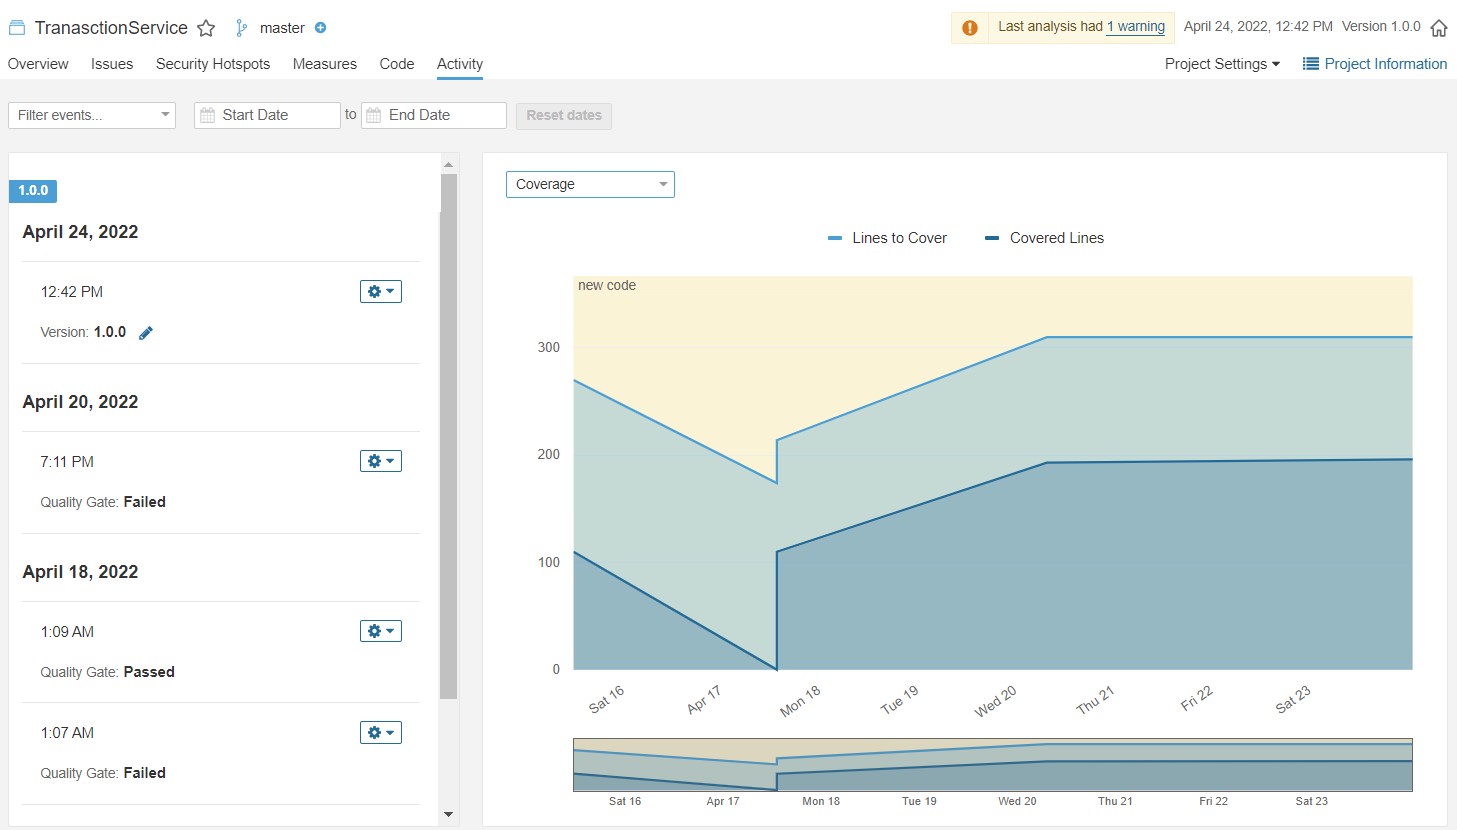 TranasctionService master
Last analysis had 1 warning April 24, 2022, 12:42 PM Version 1.0.0
Overview Issues Security Hotspots Measures Code Activity
Project Settings Project Information
Filter events... Start Date to End Date Reset dates
1.0.0
April 24, 2022
12:42 PM
Version: 1.0.0
April 20, 2022
7:11 PM
Quality Gate: Failed
April 18, 2022
1:09 AM
Quality Gate: Passed
1:07 AM
Quality Gate: Failed
Coverage
Lines to Cover Covered Lines
new code
300
200
100
0
Sat 16 Apr 17 Mon 18 Tue 19 Wed 20 Thu 21 Fri 22 Sat 23
Sat 16 Apr 17 Mon 18 Tue 19 Wed 20 Thu 21 Fri 22 Sat 23